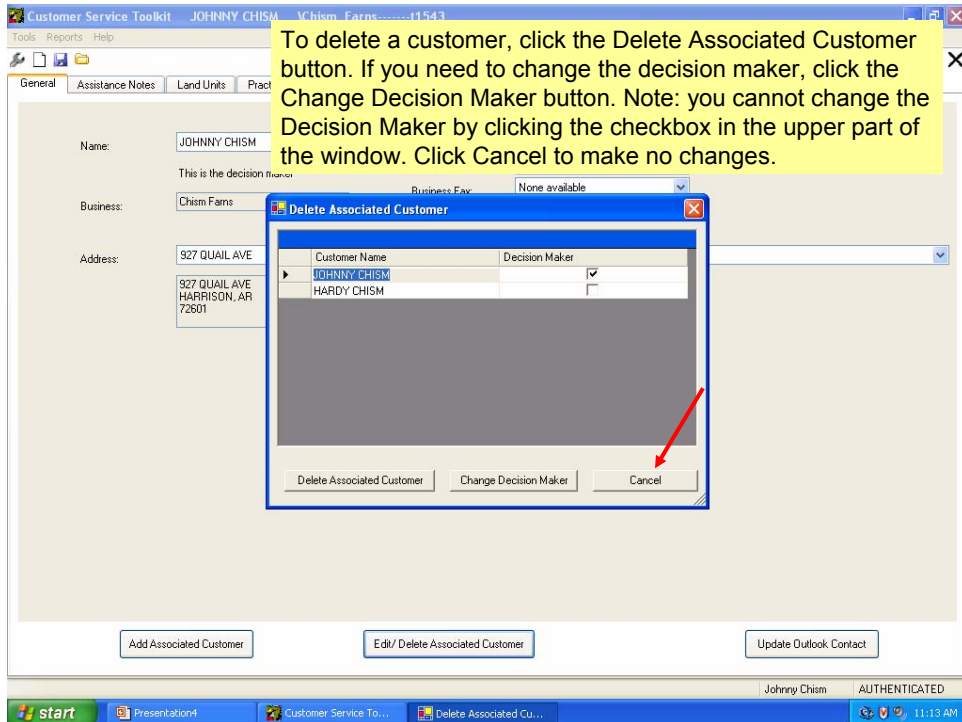 Customer Service Toolkit JOHNNY CHISM \Chism Farns-------t1543
Tools Reports Help
To delete a customer, click the Delete Associated Customer
button. If you need to change the decision maker, click the
Change Decision Maker button. Note: you cannot change the
Decision Maker by clicking the checkbox in the upper part of
the window. Click Cancel to make no changes.
General Assistance Notes Land Units
Name: JOHNNY CHISM
This is the decision maker
Business Fax: None available
Business: Chism Farns
Delete Associated Customer
Address: 927 QUAIL AVE
927 QUAIL AVE
HARRISON, AR
72601
Customer Name Decision Maker
JOHNNY CHISM
HARDY CHISM
Delete Associated Customer Change Decision Maker Cancel
Add Associated Customer Edit/ Delete Associated Customer Update Outlook Contact
Johnny Chism AUTHENTICATED
start Presentation4 Customer Service To... Delete Associated Cu... 11:13 AM